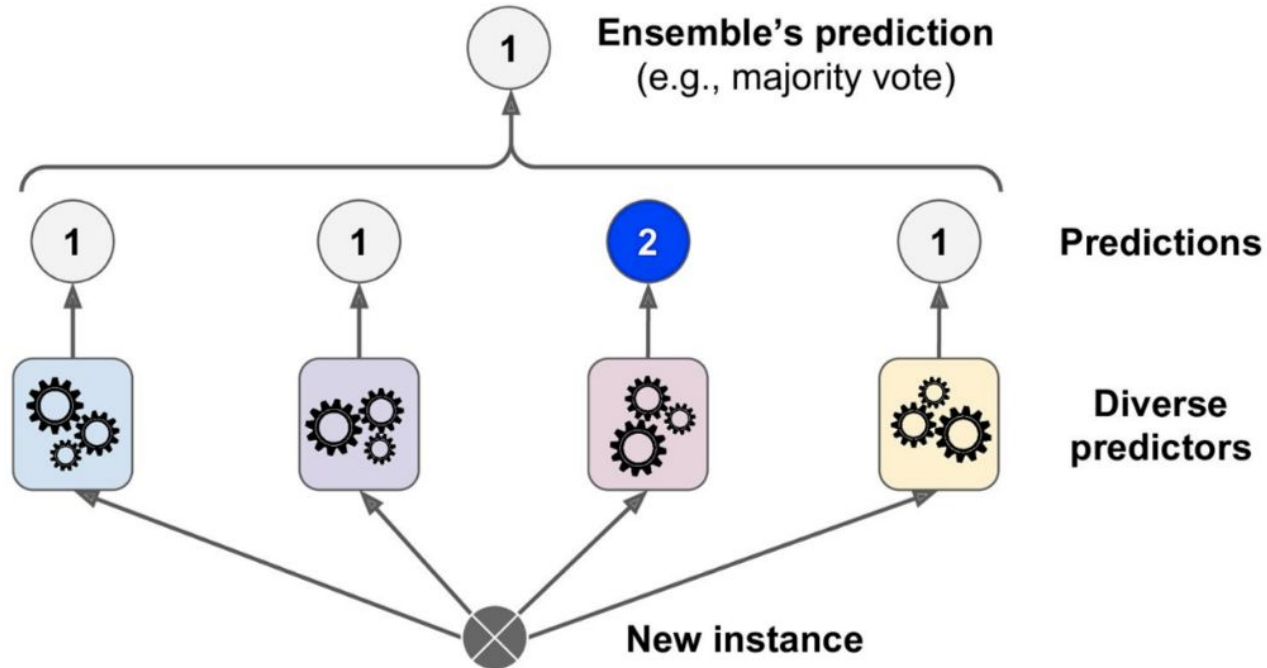 1
Ensemble's prediction
(e.g., majority vote)
1
1
2
1
Predictions
Diverse
predictors
New instance